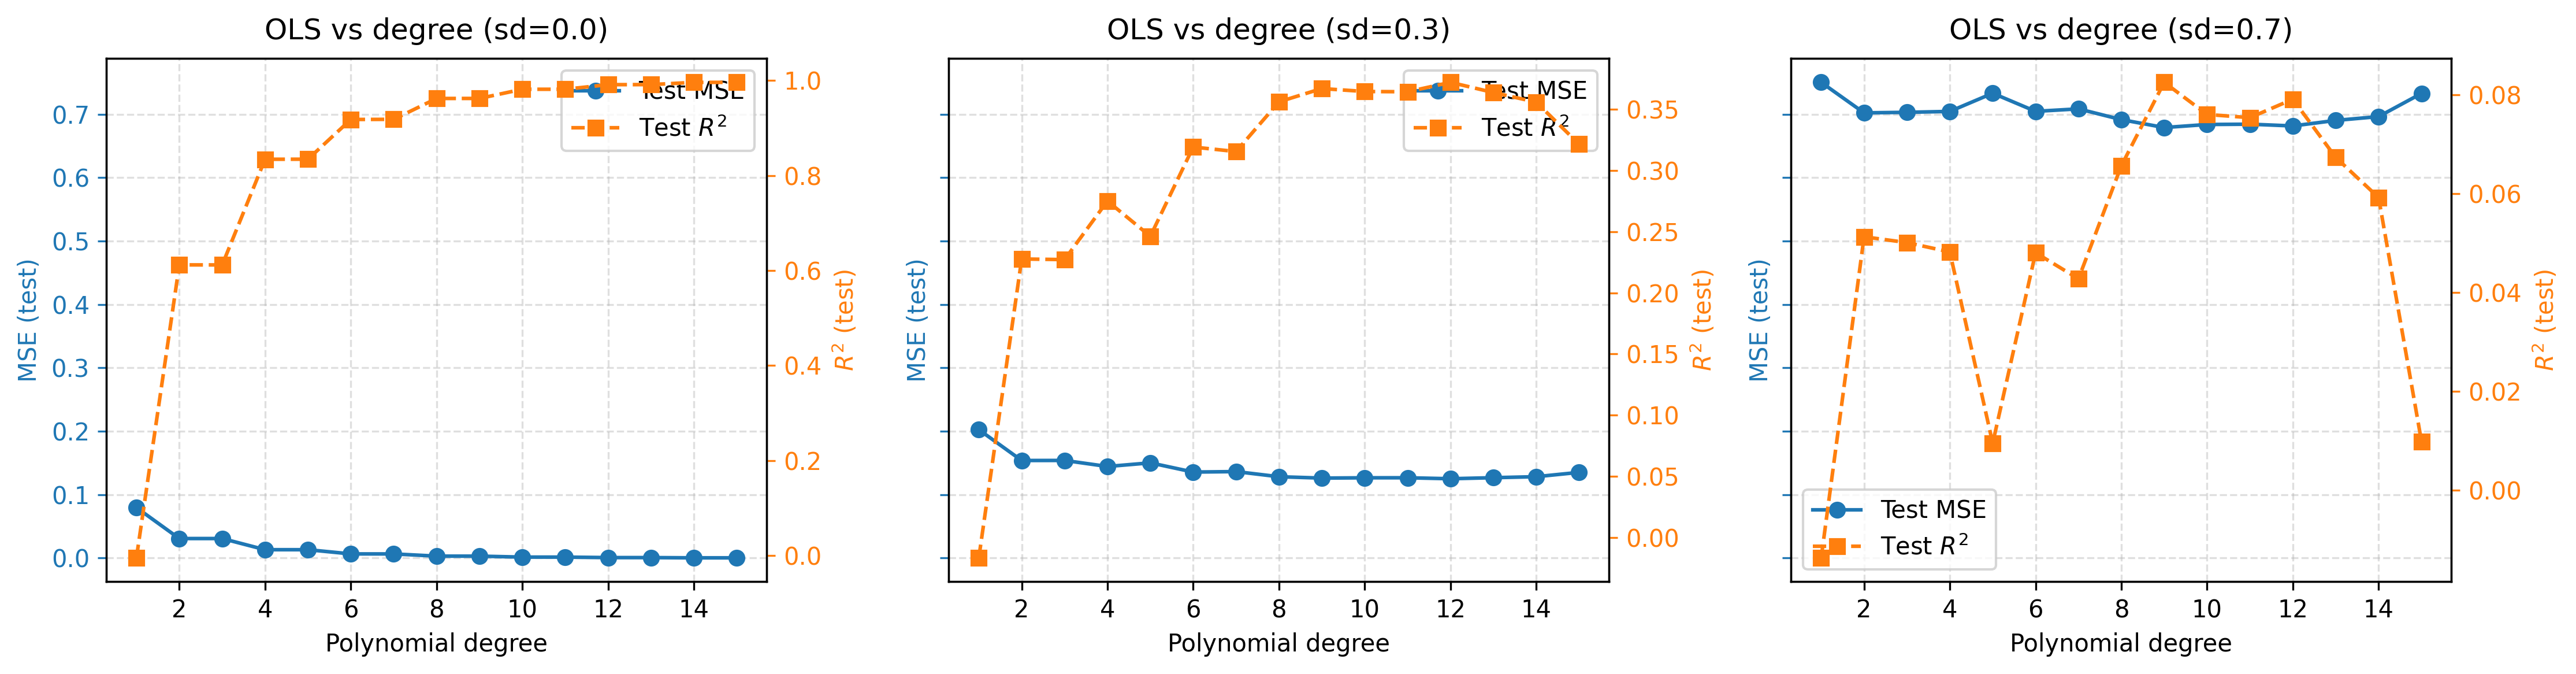 OLS vs degree (sd=0.0)
MSE (test)
0.7
0.6
0.5
0.4
0.3
0.2
0.1
0.0
Test MSE
Test R²
1.0
0.8
0.6
0.4
0.2
0.0
R² (test)
2 4 6 8 10 12 14
Polynomial degree
OLS vs degree (sd=0.3)
MSE (test)
Test MSE
Test R²
0.35
0.30
0.25
0.20
0.15
0.10
0.05
0.00
R² (test)
2 4 6 8 10 12 14
Polynomial degree
OLS vs degree (sd=0.7)
MSE (test)
Test MSE
Test R²
0.08
0.06
0.04
0.02
0.00
R² (test)
2 4 6 8 10 12 14
Polynomial degree